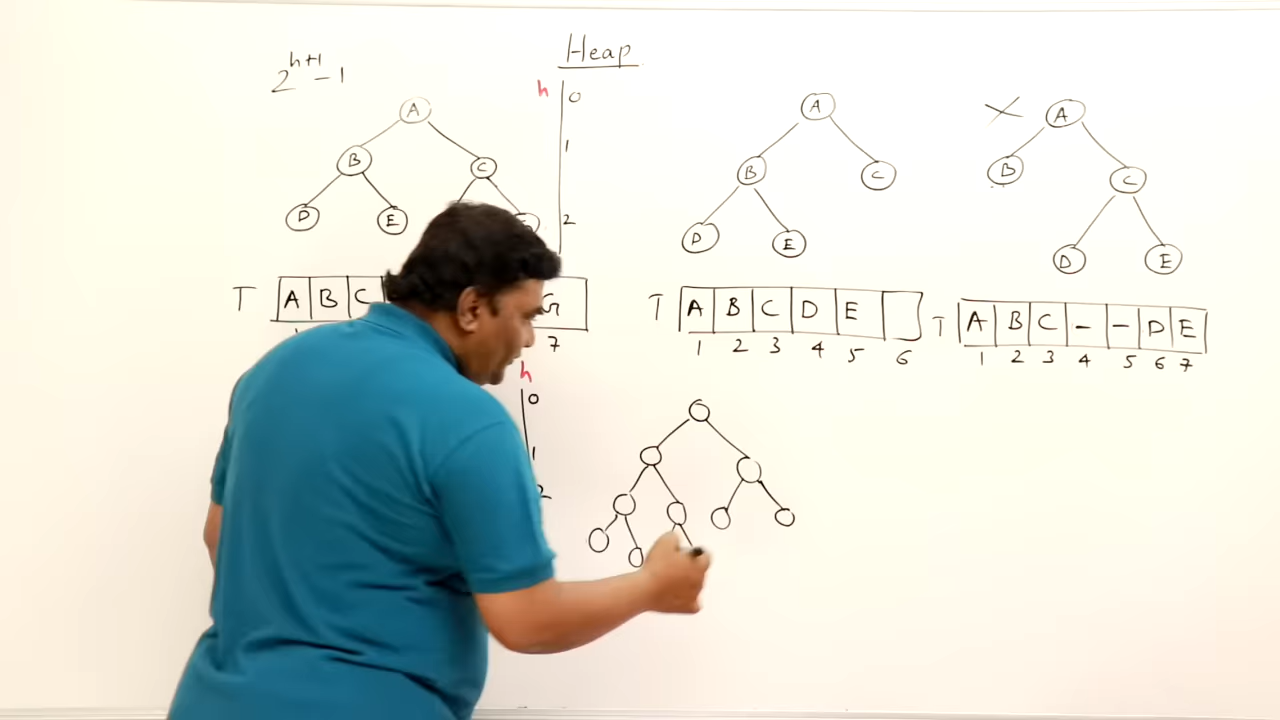 Heap
2^{h+1} - 1
h
0
1
2
A
B C
D E
T A B C G
7
A
B C
D E
T A B C D E
1 2 3 4 5 6
X A
B C
D E
T A B C - - D E
1 2 3 4 5 6 7
h
0
1
2